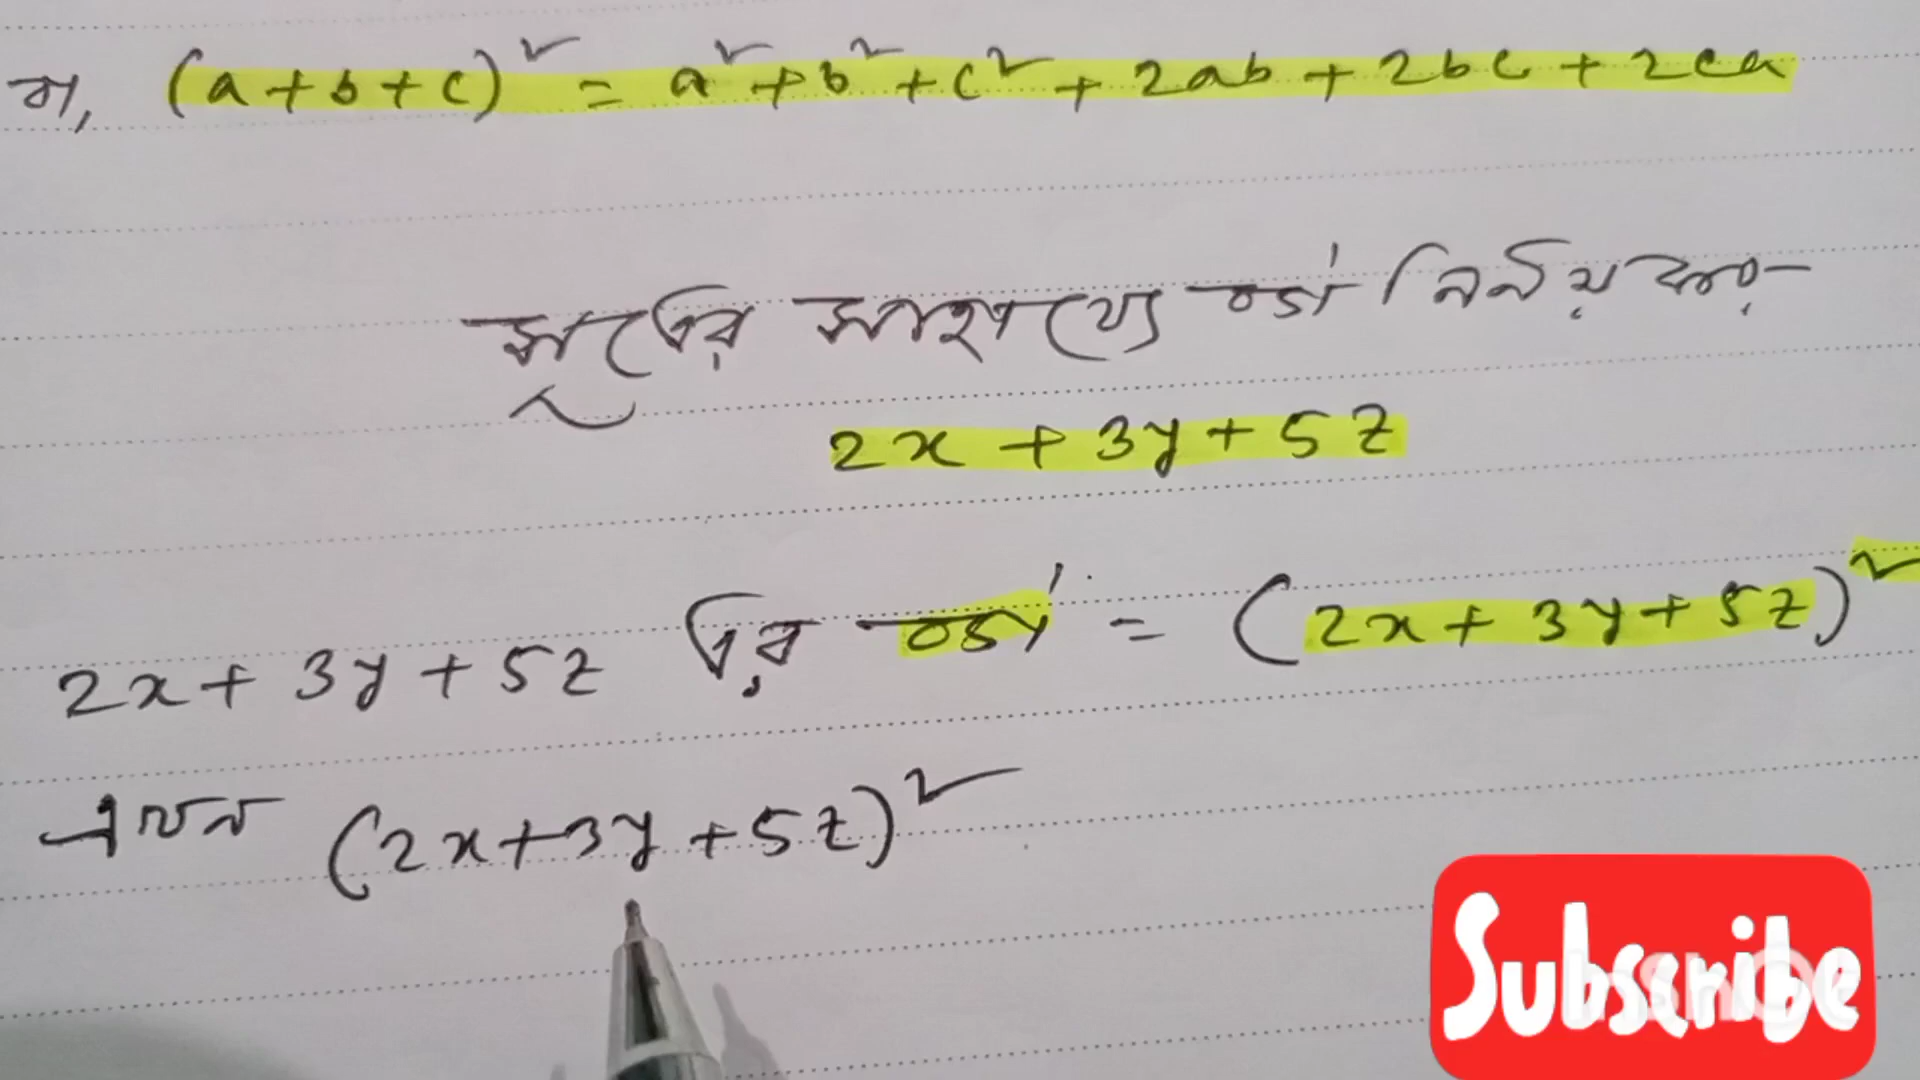 বা, (a+b+c)² = a²+b²+c²+2ab+2bc+2ca
সূত্রের সাহায্যে বর্গ নির্নয় কর
2x + 3y + 5z
2x + 3y + 5z এর বর্গ = (2x + 3y + 5z)²
এখন (2x+3y+5z)²
Subscribe